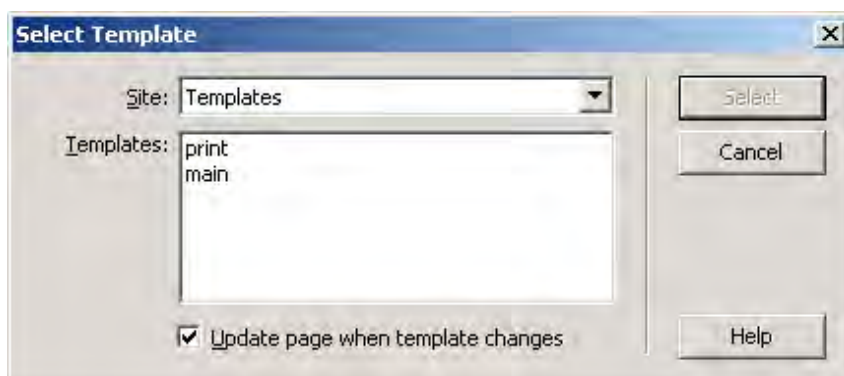 Select Template
Site: Templates
Select
Templates: print
main
Cancel
Update page when template changes
Help